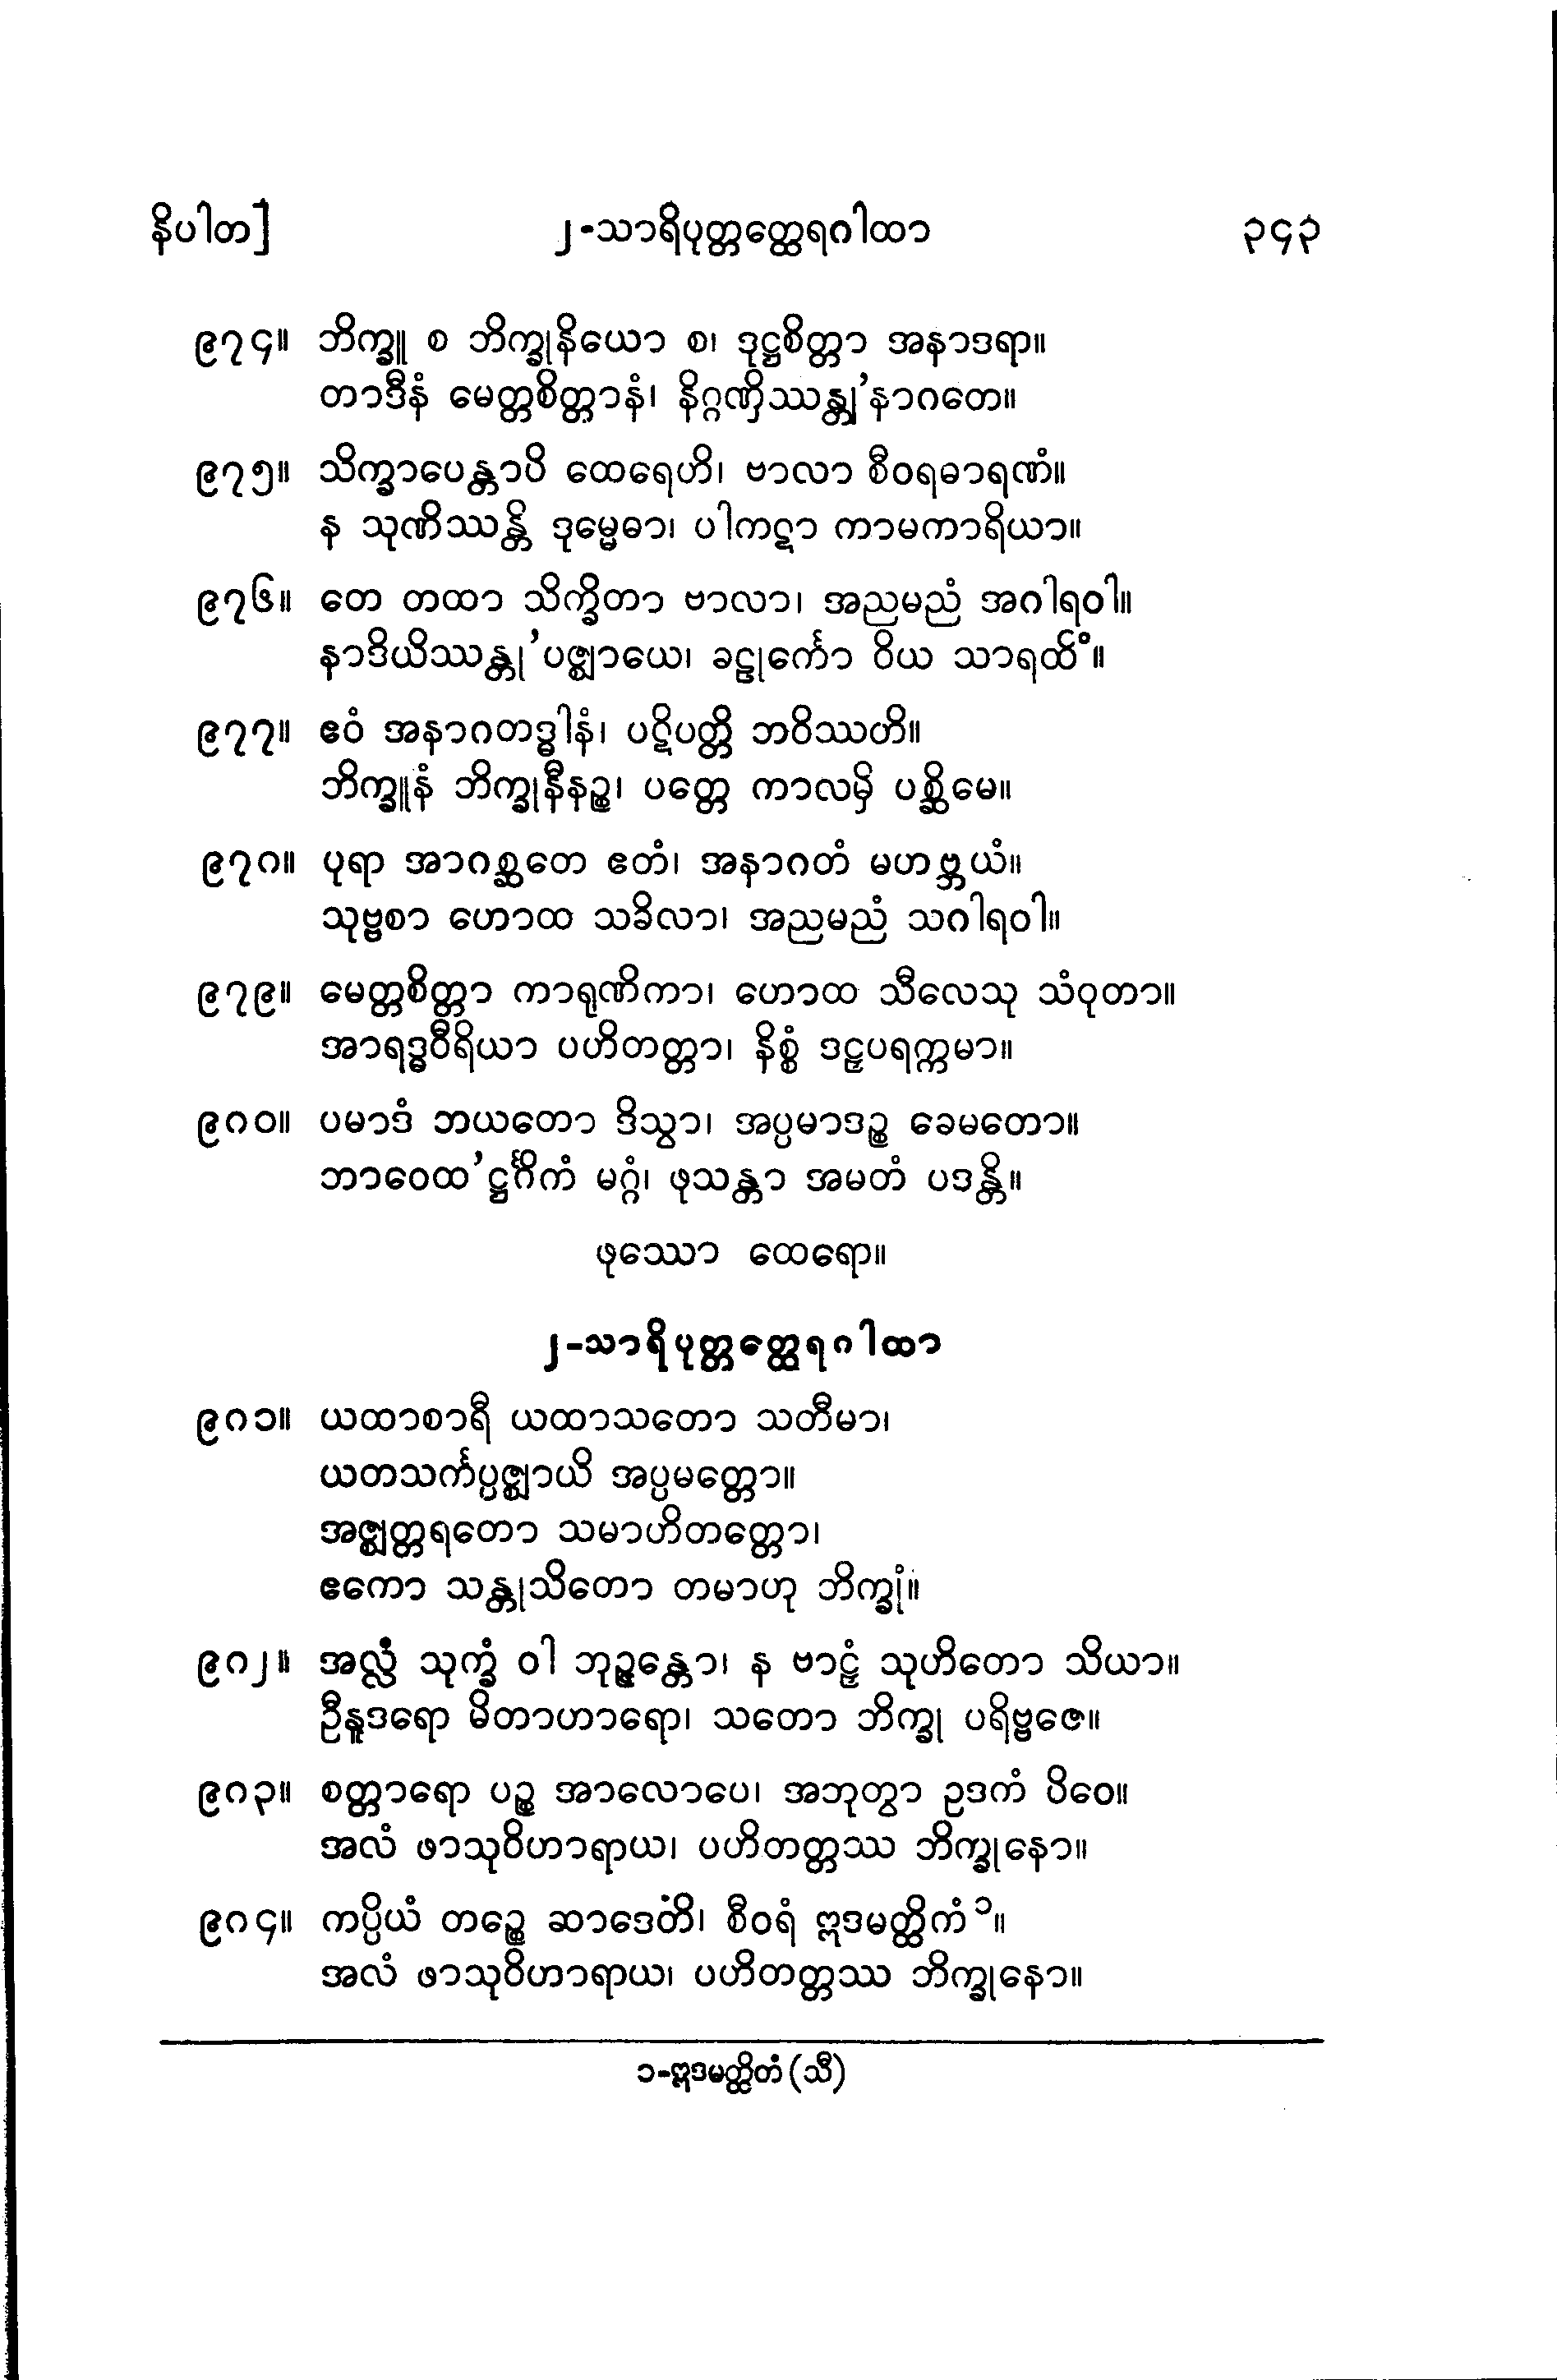 နိပါတ]	၂-သာရိပုတ္တတ္ထေရဂါထာ	၃၄၃
၉၇၄။ ဘိက္ခူ စ ဘိက္ခုနိယော စ၊ ဒုဋ္ဌစိတ္တာ အနာဒရာ။
တာဒီနံ မေတ္တစိတ္တာနံ၊ နိဂ္ဂဏှိဿန္တျ’နာဂတေ။
၉၇၅။ သိက္ခာပေန္တာပိ ထေရေဟိ၊ ဗာလာ စီဝရဓာရဏံ။
န သုဏိဿန္တိ ဒုမ္မေဓာ၊ ပါကဋာ ကာမကာရိယာ။
၉၇၆။ တေ တထာ သိက္ခိတာ ဗာလာ၊ အညမညံ အဂါရဝါ။
နာဒိယိဿန္တု’ပဇ္ဈာယေ၊ ခဠုင်္ကော ဝိယ သာရထိံ။
၉၇၇။ ဧဝံ အနာဂတဒ္ဓါနံ၊ ပဋိပတ္တိ ဘဝိဿတိ။
ဘိက္ခူနံ ဘိက္ခုနီနဉ္စ၊ ပတ္တေ ကာလမှိ ပစ္ဆိမေ။
၉၇၈။ ပုရာ အာဂစ္ဆတေ ဧတံ၊ အနာဂတံ မဟဗ္ဘယံ။
သုဗ္ဗစာ ဟောထ သခိလာ၊ အညမညံ သဂါရဝါ။
၉၇၉။ မေတ္တစိတ္တာ ကာရုဏိကာ၊ ဟောထ သီလေသု သံဝုတာ။
အာရဒ္ဓဝီရိယာ ပဟိတတ္တာ၊ နိစ္စံ ဒဠှပရက္ကမာ။
၉၈၀။ ပမာဒံ ဘယတော ဒိသွာ၊ အပ္ပမာဒဉ္စ ခေမတော။
ဘာဝေထ’ဋ္ဌင်္ဂိကံ မဂ္ဂံ၊ ဖုသန္တာ အမတံ ပဒန္တိ။
ဖုဿော ထေရော။
၂-သာရိပုတ္တတ္ထေရဂါထာ
၉၈၁။ ယထာစာရီ ယထာသတော သတီမာ၊
ယတသင်္ကပ္ပဇ္ဈာယိ အပ္ပမတ္တော။
အဇ္ဈတ္တရတော သမာဟိတတ္တော၊
ဧကော သန္တုသိတော တမာဟု ဘိက္ခုံ။
၉၈၂။ အလ္လံ သုက္ခံ ဝါ ဘုဉ္ဇန္တော၊ န ဗာဠှံ သုဟိတော သိယာ။
ဦနူဒရော မိတာဟာရော၊ သတော ဘိက္ခု ပရိဗ္ဗဇေ။
၉၈၃။ စတ္တာရော ပဉ္စ အာလောပေ၊ အဘုတွာ ဥဒကံ ပိဝေ။
အလံ ဖာသုဝိဟာရာယ၊ ပဟိတတ္တဿ ဘိက္ခုနော။
၉၈၄။ ကပ္ပိယံ တဉ္စေ ဆာဒေတိ၊ စီဝရံ ဣဒမတ္ထိကံ၁။
အလံ ဖာသုဝိဟာရာယ၊ ပဟိတတ္တဿ ဘိက္ခုနော။
၁-ဣဒမတ္ထိတံ (သီ)